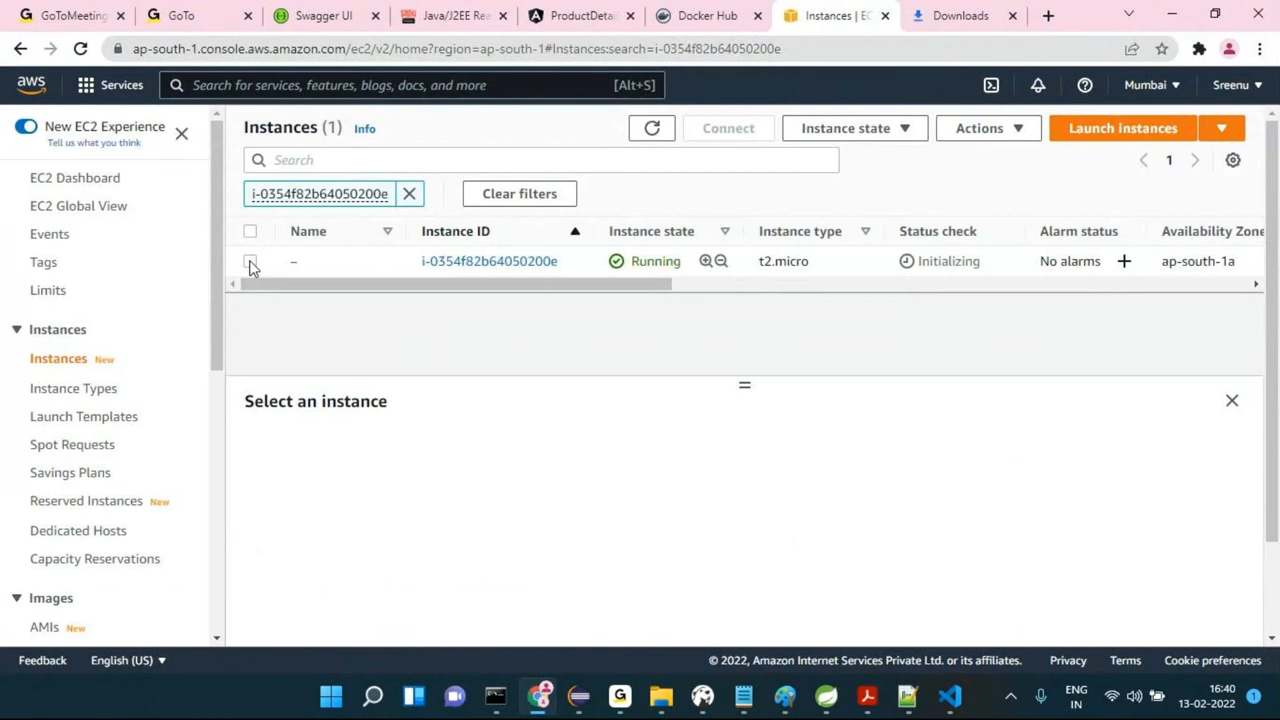 GoToMeeting
GoTo
Swagger UI
Java/J2EE Rea
ProductDetai
Docker Hub
Instances | EC
Downloads
ap-south-1.console.aws.amazon.com/ec2/v2/home?region=ap-south-1#Instances:search=i-0354f82b64050200e
aws
Services
Search for services, features, blogs, docs, and more
[Alt+S]
Mumbai
Sreenu
New EC2 Experience
Tell us what you think
EC2 Dashboard
EC2 Global View
Events
Tags
Limits
Instances
Instances New
Instance Types
Launch Templates
Spot Requests
Savings Plans
Reserved Instances New
Dedicated Hosts
Capacity Reservations
Images
AMIs New
Instances (1) Info
Connect
Instance state
Actions
Launch instances
Search
1
i-0354f82b64050200e
Clear filters
Name
Instance ID
Instance state
Instance type
Status check
Alarm status
Availability Zone
–
i-0354f82b64050200e
Running
t2.micro
Initializing
No alarms
ap-south-1a
Select an instance
Feedback
English (US)
© 2022, Amazon Internet Services Private Ltd. or its affiliates.
Privacy
Terms
Cookie preferences
ENG
IN
16:40
13-02-2022
1